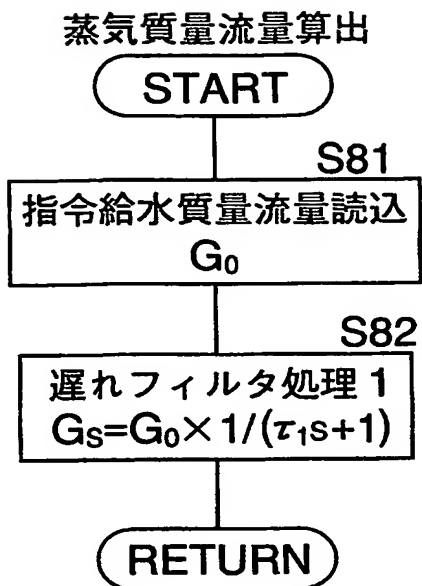 蒸気質量流量算出
START
S81
指令給水質量流量読込
G₀
S82
遅れフィルタ処理 1
Gs=G₀×1/(τ₁s+1)
RETURN